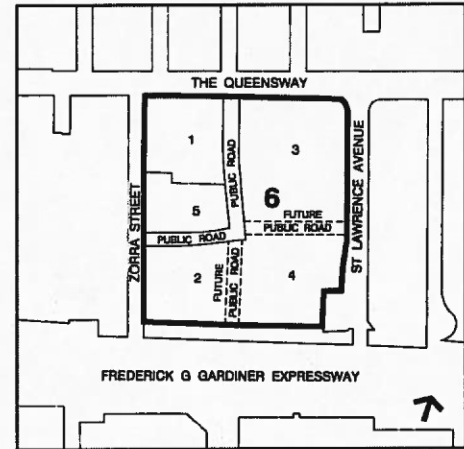 THE QUEENSWAY
1
PUBLIC ROAD
3
ZORRA STREET
5
6
ST LAWRENCE AVENUE
FUTURE
PUBLIC ROAD
PUBLIC ROAD
2
FUTURE
PUBLIC ROAD
4
FREDERICK G GARDINER EXPRESSWAY